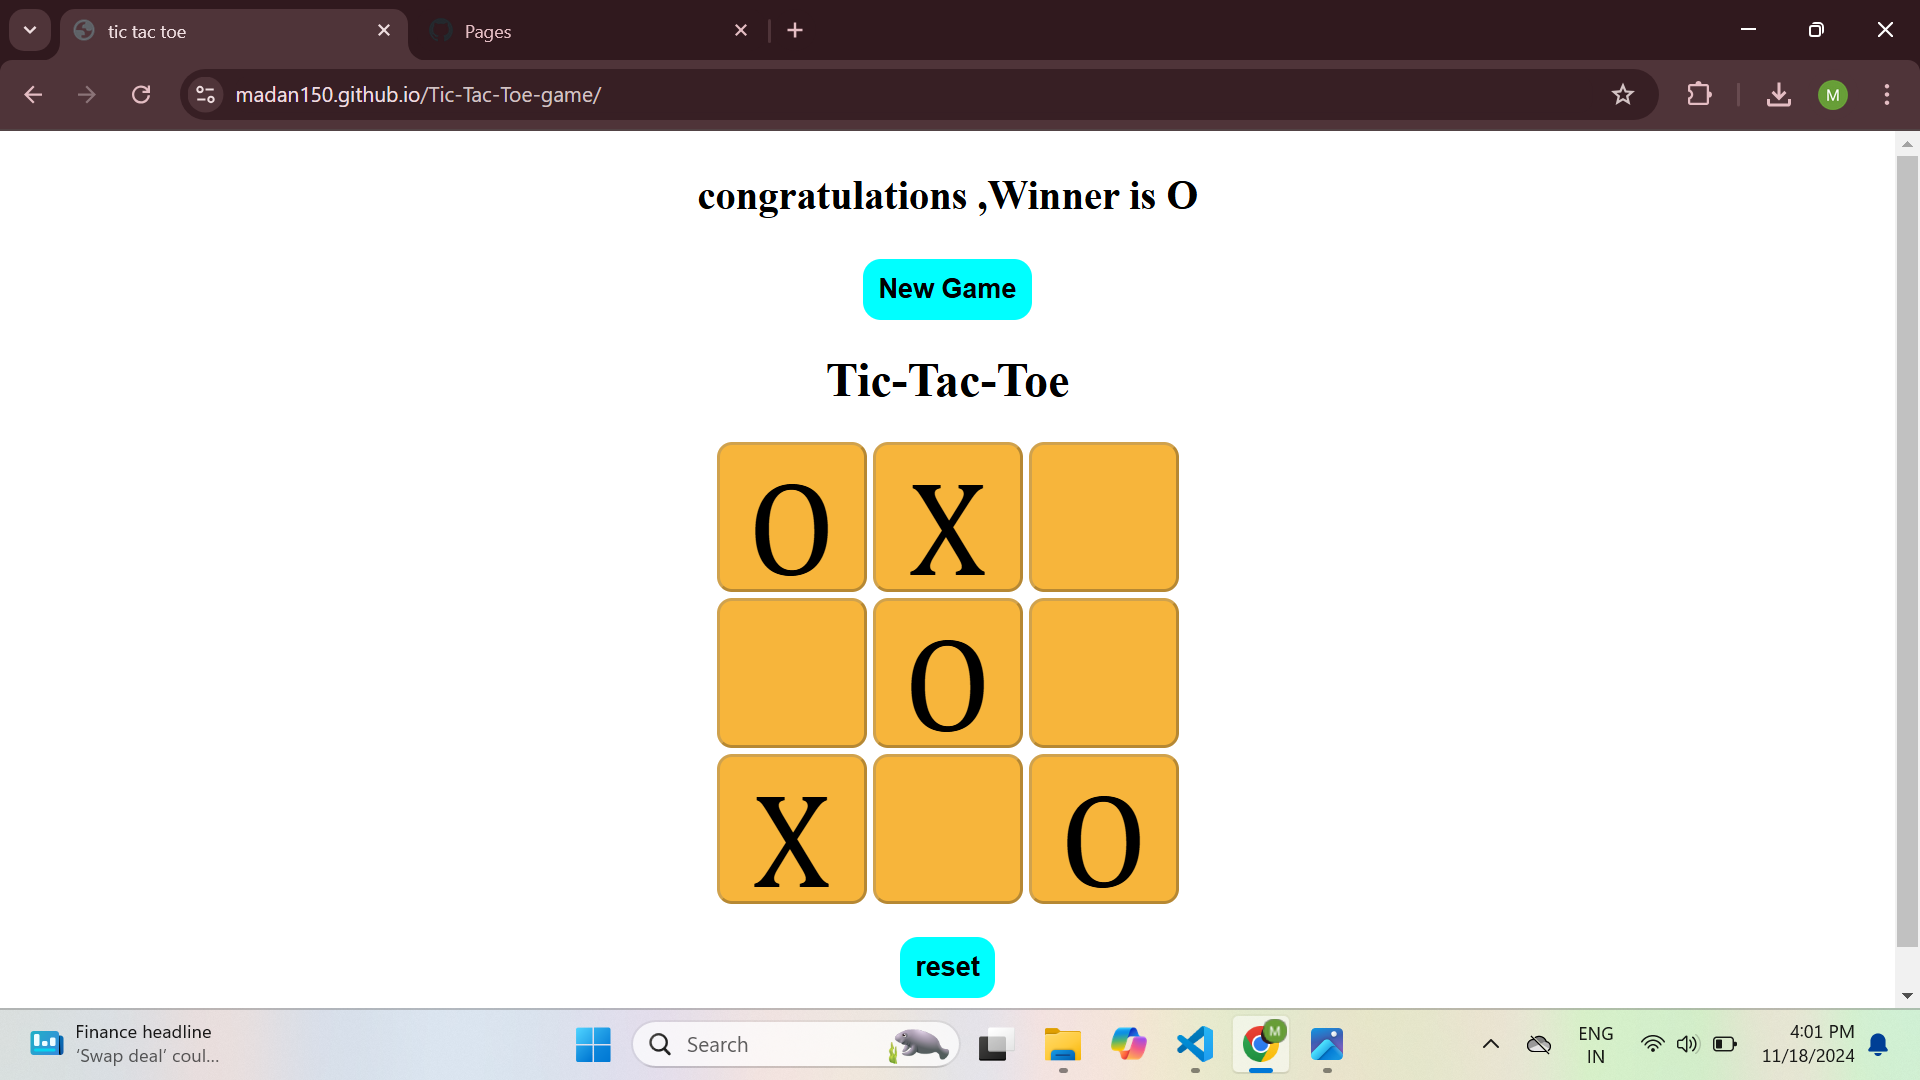 tic tac toe
Pages
madan150.github.io/Tic-Tac-Toe-game/
M
congratulations ,Winner is O
New Game
Tic-Tac-Toe
O X
O
X O
reset
Finance headline
‘Swap deal’ coul...
Search
M
ENG
IN
4:01 PM
11/18/2024